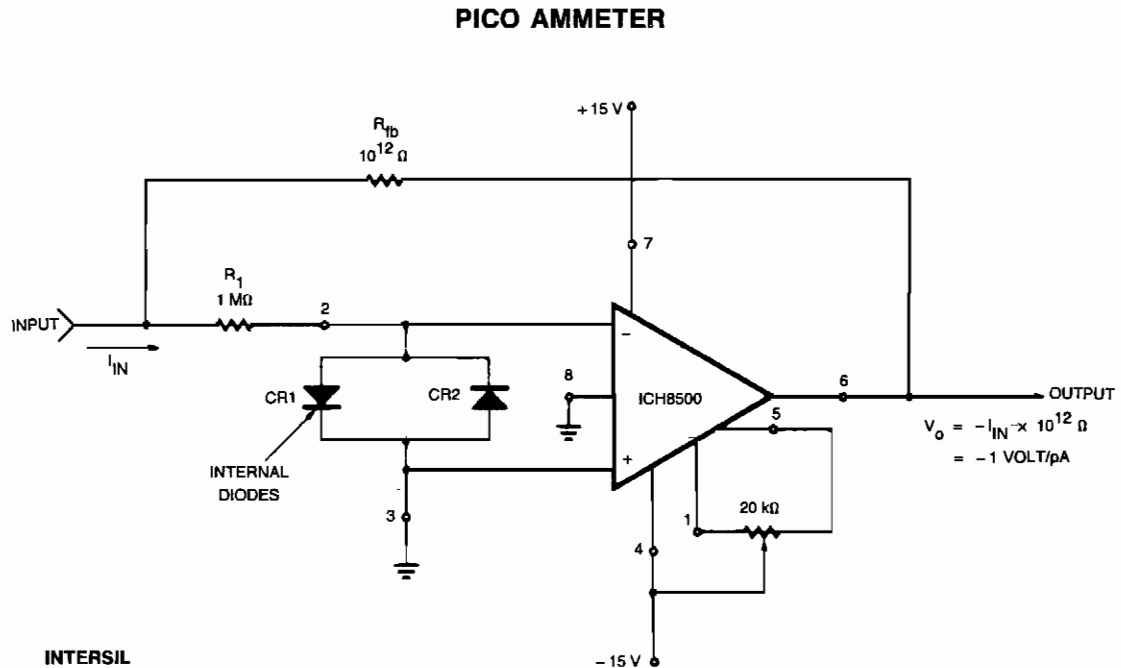 PICO AMMETER
+15 V
R_fb
10^12 Ω
7
R_1
1 MΩ
2
INPUT
I_IN
−
8
6
CR1
CR2
ICH8500
OUTPUT
5
V_o = −I_IN × 10^12 Ω
= −1 VOLT/pA
+
INTERNAL
DIODES
20 kΩ
3
1
4
INTERSIL
−15 V